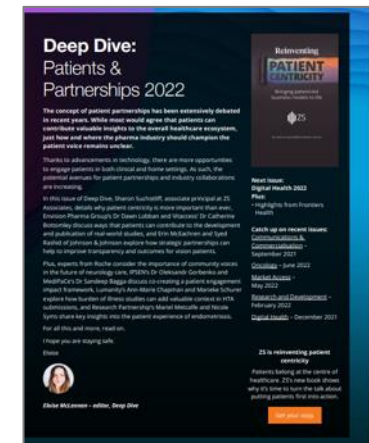 Deep Dive:
Patients &
Partnerships 2022
The concept of patient partnerships has been extensively debated
in recent years. While most would agree that patients can
contribute valuable insights to the overall healthcare ecosystem,
just how and where the pharma industry should champion the
patient voice remains unclear.
Thanks to advancements in technology, there are more opportunities
to engage patients in both clinical and home settings. As such, the
potential avenues for patient partnerships and industry collaborations
are increasing.
In this issue of Deep Dive, Sharon Suchotliff, associate principal at ZS
Associates, details why patient centricity is more important than ever,
Envision Pharma Group's Dr Dawn Lobban and Vitaccess' Dr Catherine
Bottomley discuss ways that patients can contribute to the development
and publication of real-world studies, and Erin McEachren and Syed
Rashid of Johnson & Johnson explore how strategic partnerships can
help to improve transparency and outcomes for vision patients.
Plus, experts from Roche consider the importance of community voices
in the future of neurology care, IPSEN's Dr Oleksandr Gorbenko and
MediPaCe's Dr Sandeep Bagga discuss co-creating a patient engagement
impact framework, Lumanity's Ann-Marie Chapman and Marieke Schurer
explore how burden of illness studies can add valuable context in HTA
submissions, and Research Partnership's Mariel Metcalfe and Nicole
Syms share key insights into the patient experience of endometriosis.
For all this and more, read on.
I hope you are staying safe.
Eloise
Eloise McLennan – editor, Deep Dive
Reinventing
PATIENT
CENTRICITY
Bringing patient-led
business models to life
ZS
Next issue:
Digital Health 2022
Plus:
• Highlights from Frontiers
Health
Catch up on recent issues:
Communications &
Commercialisation –
September 2021
Oncology – June 2022
Market Access –
May 2022
Research and Development –
February 2022
Digital Health – December 2021
ZS is reinventing patient
centricity
Patients belong at the centre of
healthcare. ZS's new book shows
why it's time to turn the talk about
putting patients first into action.
Get your copy